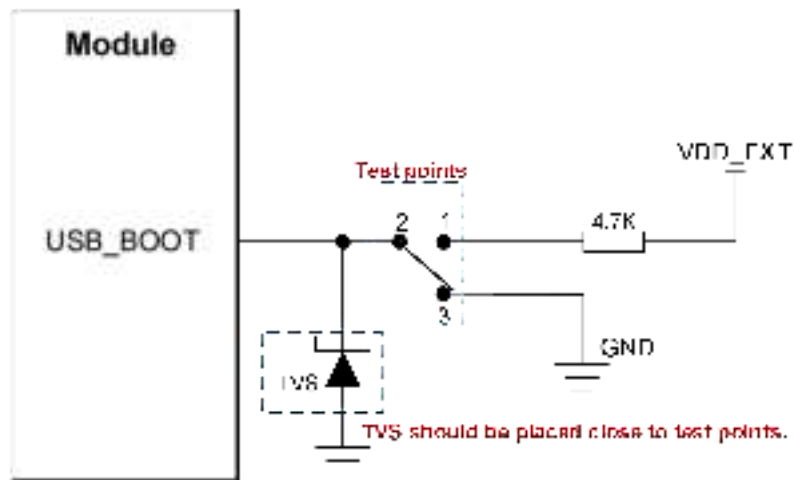 Module
VDD_EXT
Test points
2
1
4.7K
USB_BOOT
3
GND
TVS
TVS should be placed close to test points.